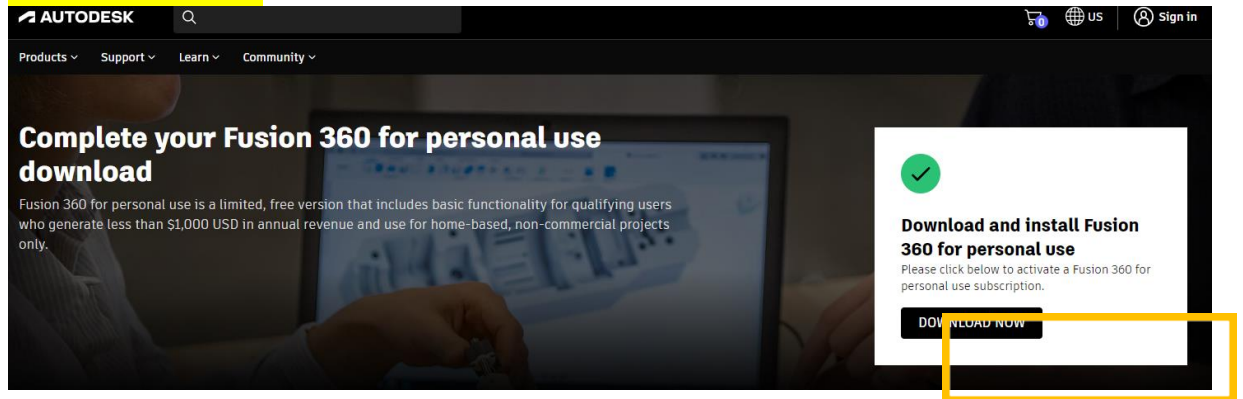 AUTODESK
0
US
Sign in
Products
Support
Learn
Community
Complete your Fusion 360 for personal use
download
Fusion 360 for personal use is a limited, free version that includes basic functionality for qualifying users
who generate less than $1,000 USD in annual revenue and use for home-based, non-commercial projects
only.
Download and install Fusion
360 for personal use
Please click below to activate a Fusion 360 for
personal use subscription.
DOWNLOAD NOW